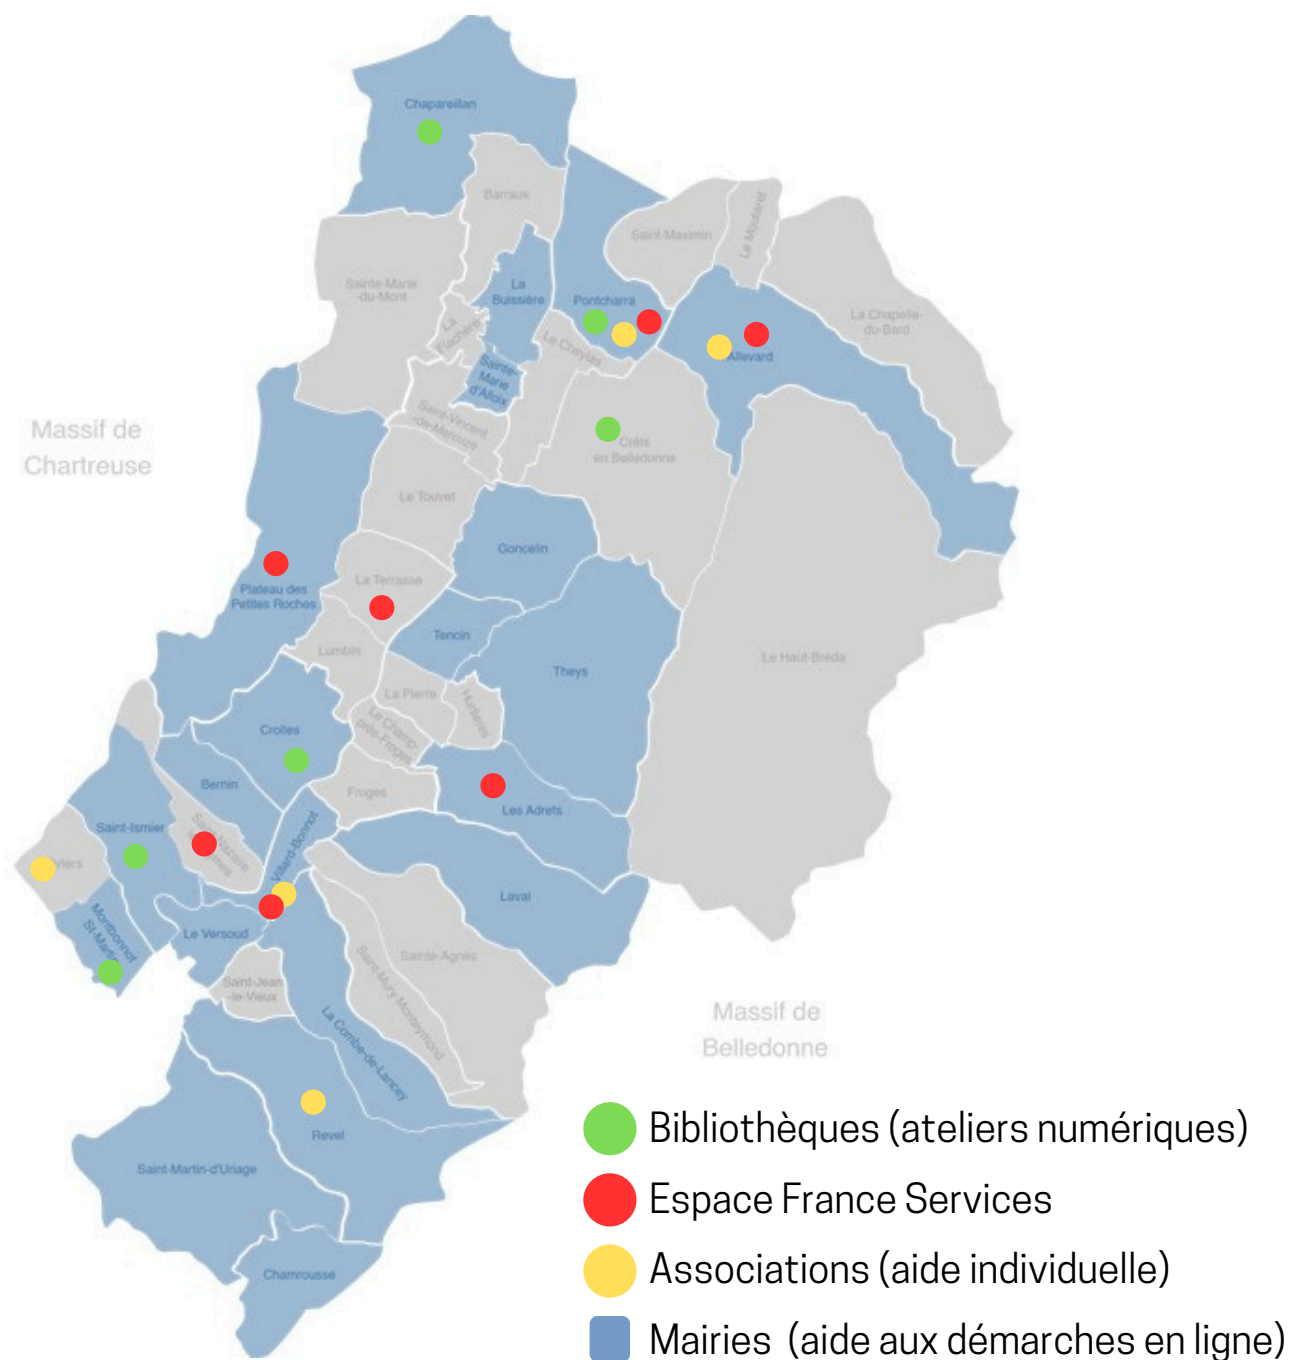 Chapareillan
Barraux
Saint-Maximin
Le Moutaret
Sainte-Marie
-du-Mont
La
Buissière
Pontcharra
La Chapelle-
du-Bard
La
Flachère
Le Cheylas
Allevard
Sainte-
Marie
d'Alloix
Saint-Vincent
-de-Mercuze
Massif de
Chartreuse
Crêts
en Belledonne
Le Touvet
Goncelin
La Terrasse
Plateau des
Petites Roches
Tencin
Lumbin
Le Haut-Bréda
Theys
La Pierre
Hurtières
Crolles
Le Champ-
près-Froges
Bernin
Froges
Les Adrets
Saint-Ismier
Saint-Nazaire
Villard-Bonnot
Laval
Montbonnot
St-Martin
Le Versoud
Sainte-Agnès
Saint-Mury Monteymond
Saint-Jean
-le-Vieux
La Combe-de-Lancey
Massif de
Belledonne
Revel
Saint-Martin-d'Uriage
Chamrousse
Bibliothèques (ateliers numériques)
Espace France Services
Associations (aide individuelle)
Mairies (aide aux démarches en ligne)